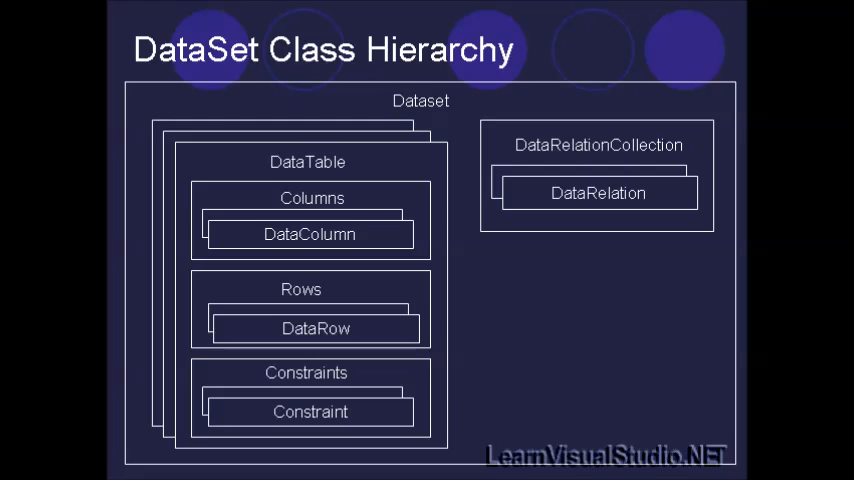 DataSet Class Hierarchy
Dataset
DataTable
Columns
DataColumn
Rows
DataRow
Constraints
Constraint
DataRelationCollection
DataRelation
LearnVisualStudio.NET